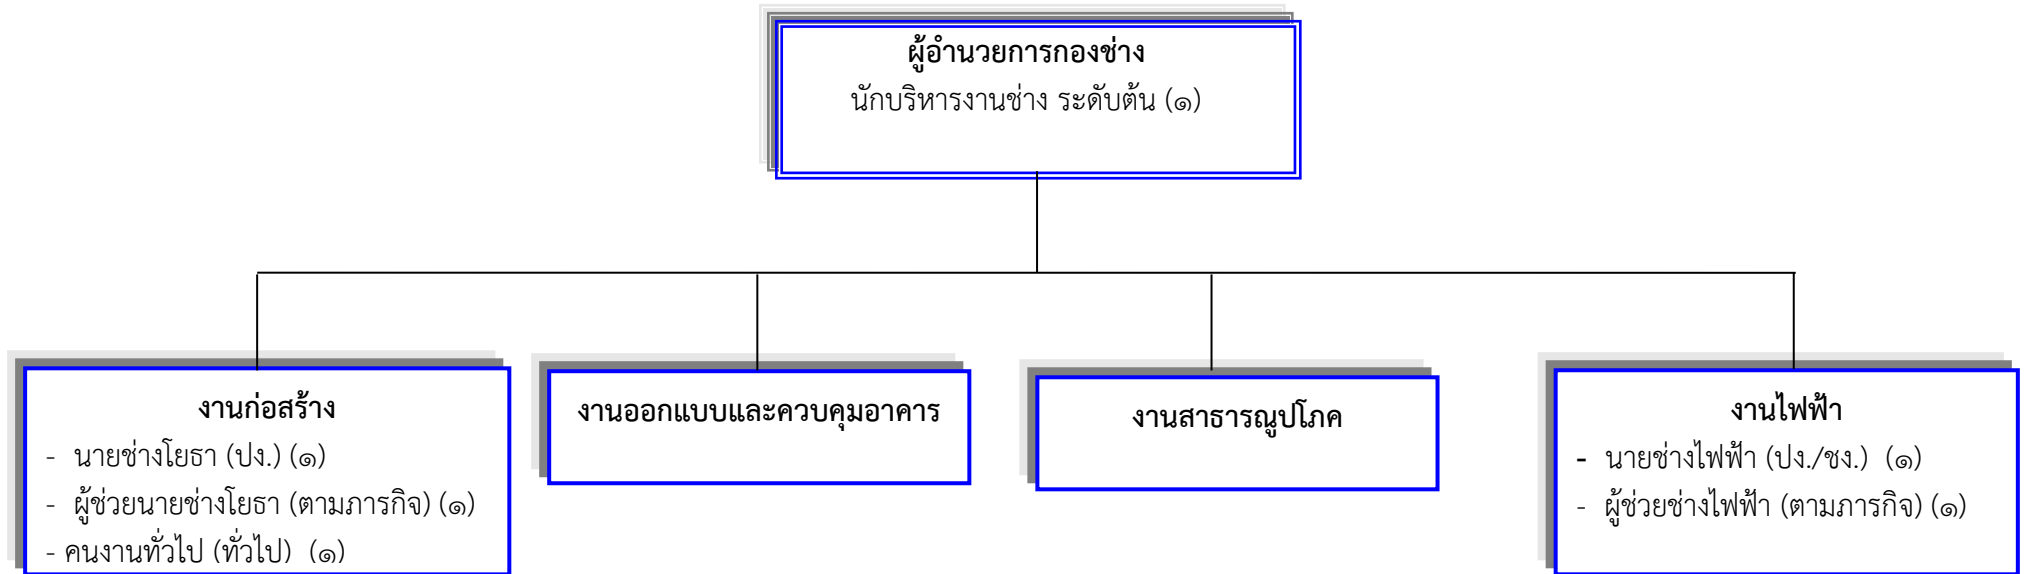 ผู้อำนวยการกองช่าง
นักบริหารงานช่าง ระดับต้น (๑)
งานก่อสร้าง
- นายช่างโยธา (ปง.) (๑)
- ผู้ช่วยนายช่างโยธา (ตามภารกิจ) (๑)
- คนงานทั่วไป (ทั่วไป) (๑)
งานออกแบบและควบคุมอาคาร
งานสาธารณูปโภค
งานไฟฟ้า
- นายช่างไฟฟ้า (ปง./ชง.) (๑)
- ผู้ช่วยช่างไฟฟ้า (ตามภารกิจ) (๑)